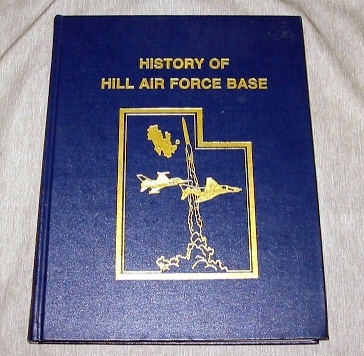 HISTORY OF
HILL AIR FORCE BASE